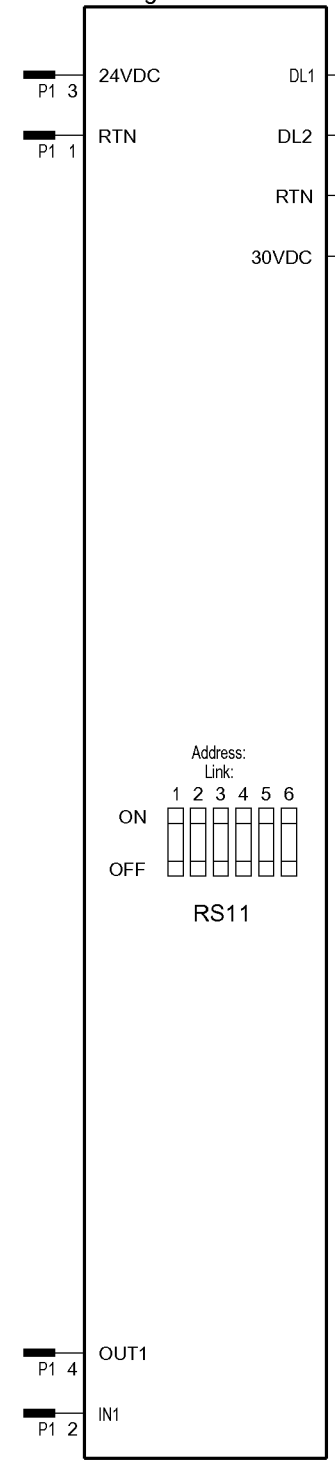 24VDC DL1
P1 3
RTN DL2
P1 1
RTN
30VDC
Address:
Link:
1 2 3 4 5 6
ON
OFF
RS11
OUT1
P1 4
IN1
P1 2